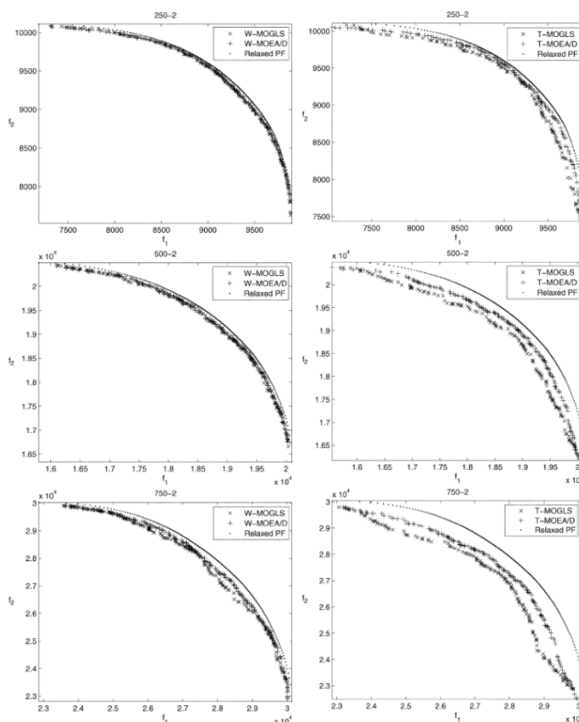 250-2
W-MOGLS
W-MOEA/D
Relaxed PF
10000
9500
9000
8500
8000
f2
7500 8000 8500 9000 9500
f1
250-2
T-MOGLS
T-MOEA/D
Relaxed PF
10000
9500
9000
8500
8000
7500
f2
7500 8000 8500 9000 9500
f1
500-2
x 10^4
W-MOGLS
W-MOEA/D
Relaxed PF
2
1.95
1.9
1.85
1.8
1.75
1.7
1.65
f2
1.6 1.65 1.7 1.75 1.8 1.85 1.9 1.95 2
f1
x 10^4
500-2
x 10^4
T-MOGLS
T-MOEA/D
Relaxed PF
2
1.95
1.9
1.85
1.8
1.75
1.7
1.65
f2
1.6 1.65 1.7 1.75 1.8 1.85 1.9 1.95
f1
750-2
x 10^4
W-MOGLS
W-MOEA/D
Relaxed PF
3
2.9
2.8
2.7
2.6
2.5
2.4
2.3
f2
2.3 2.4 2.5 2.6 2.7 2.8 2.9 3
750-2
x 10^4
T-MOGLS
T-MOEA/D
Relaxed PF
3
2.9
2.8
2.7
2.6
2.5
2.4
2.3
f2
2.3 2.4 2.5 2.6 2.7 2.8 2.9
f1